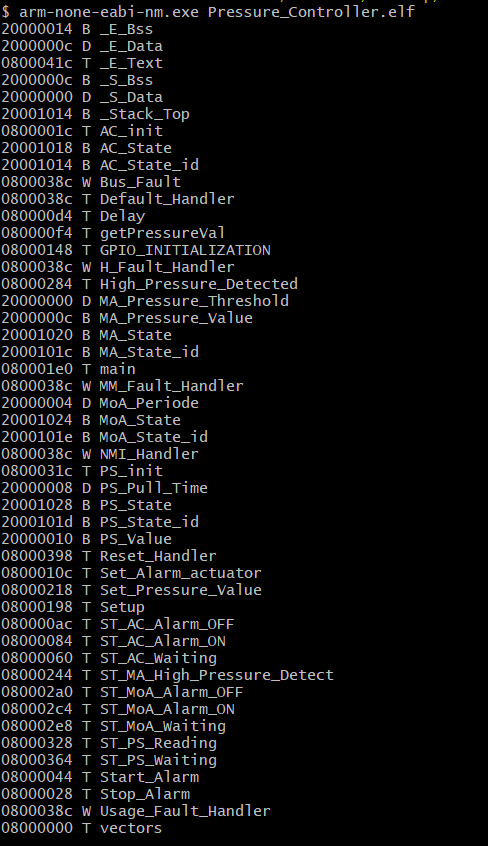 $ arm-none-eabi-nm.exe Pressure_Controller.elf
20000014 B _E_Bss
2000000c D _E_Data
0800041c T _E_Text
2000000c B _S_Bss
20000000 D _S_Data
20001014 B _Stack_Top
0800001c T AC_init
20001018 B AC_State
20001014 B AC_State_id
0800038c W Bus_Fault
0800038c T Default_Handler
080000d4 T Delay
080000f4 T getPressureVal
08000148 T GPIO_INITIALIZATION
0800038c W H_Fault_Handler
08000284 T High_Pressure_Detected
20000000 D MA_Pressure_Threshold
2000000c B MA_Pressure_Value
20001020 B MA_State
2000101c B MA_State_id
080001e0 T main
0800038c W MM_Fault_Handler
20000004 D MoA_Periode
20001024 B MoA_State
2000101e B MoA_State_id
0800038c W NMI_Handler
0800031c T PS_init
20000008 D PS_Pull_Time
20001028 B PS_State
2000101d B PS_State_id
20000010 B PS_Value
08000398 T Reset_Handler
0800010c T Set_Alarm_actuator
08000218 T Set_Pressure_Value
08000198 T Setup
080000ac T ST_AC_Alarm_OFF
08000084 T ST_AC_Alarm_ON
08000060 T ST_AC_Waiting
08000244 T ST_MA_High_Pressure_Detect
080002a0 T ST_MoA_Alarm_OFF
080002c4 T ST_MoA_Alarm_ON
080002e8 T ST_MoA_Waiting
08000328 T ST_PS_Reading
08000364 T ST_PS_Waiting
08000044 T Start_Alarm
08000028 T Stop_Alarm
0800038c W Usage_Fault_Handler
08000000 T vectors